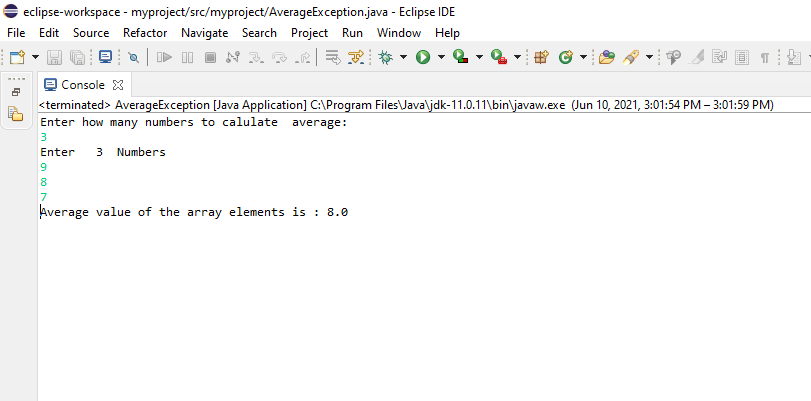 eclipse-workspace - myproject/src/myproject/AverageException.java - Eclipse IDE
File Edit Source Refactor Navigate Search Project Run Window Help
Console
<terminated> AverageException [Java Application] C:\Program Files\Java\jdk-11.0.11\bin\javaw.exe (Jun 10, 2021, 3:01:54 PM – 3:01:59 PM)
Enter how many numbers to calulate  average:
3
Enter   3  Numbers
9
8
7
Average value of the array elements is : 8.0